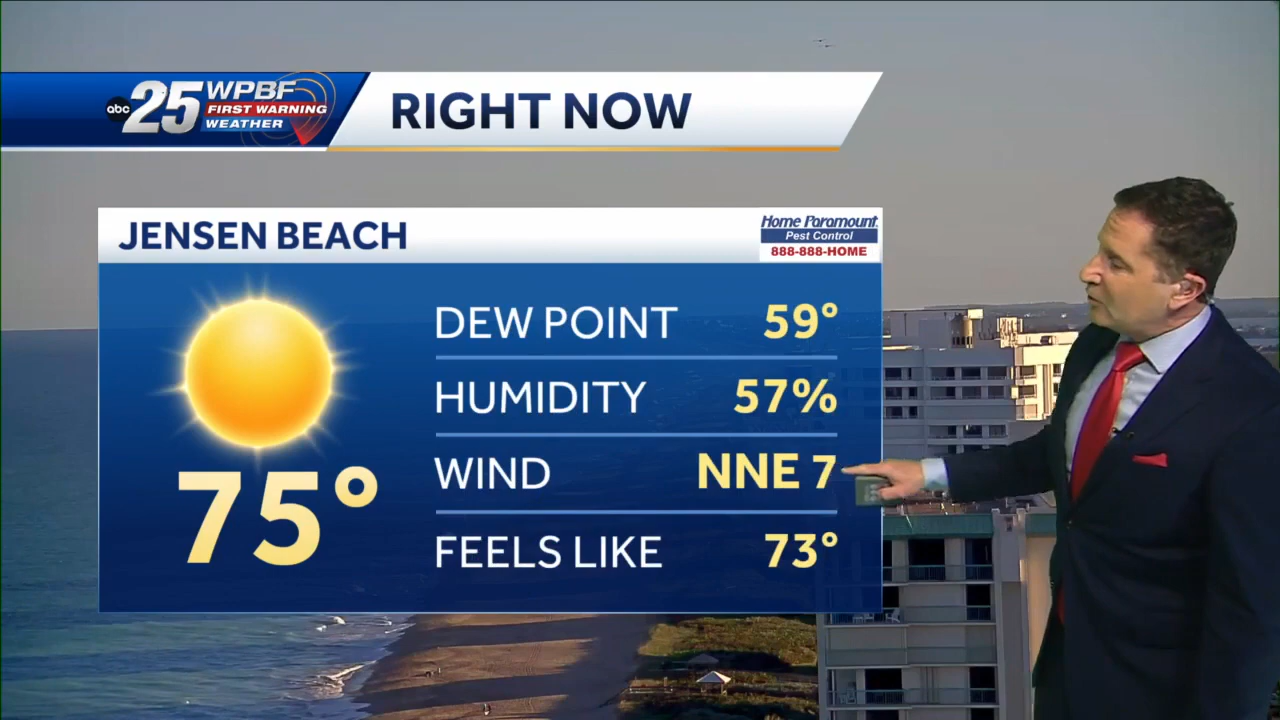 abc 25 WPBF
FIRST WARNING
WEATHER
RIGHT NOW
JENSEN BEACH
Home Paramount
Pest Control
888-888-HOME
75°
DEW POINT 59°
HUMIDITY 57%
WIND NNE 7
FEELS LIKE 73°